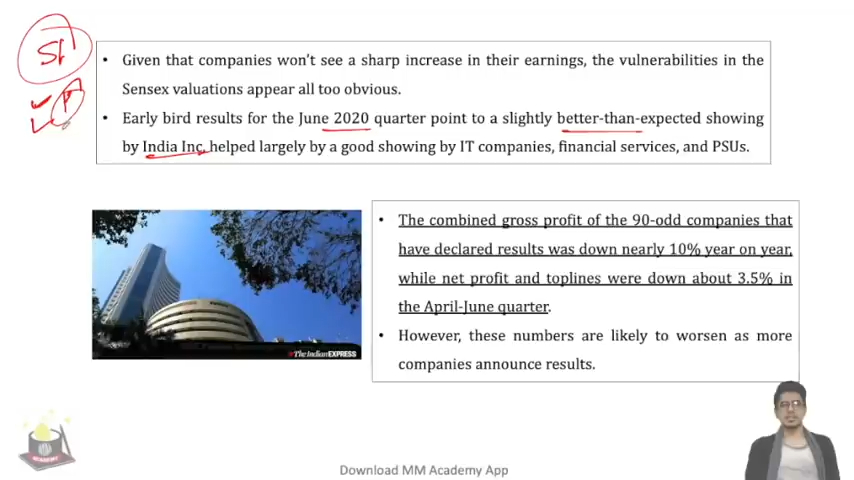 • Given that companies won't see a sharp increase in their earnings, the vulnerabilities in the
Sensex valuations appear all too obvious.
• Early bird results for the June 2020 quarter point to a slightly better-than-expected showing
by India Inc, helped largely by a good showing by IT companies, financial services, and PSUs.
• The combined gross profit of the 90-odd companies that
have declared results was down nearly 10% year on year,
while net profit and toplines were down about 3.5% in
the April-June quarter.
• However, these numbers are likely to worsen as more
companies announce results.
The Indian EXPRESS
ACADEMY
Download MM Academy App